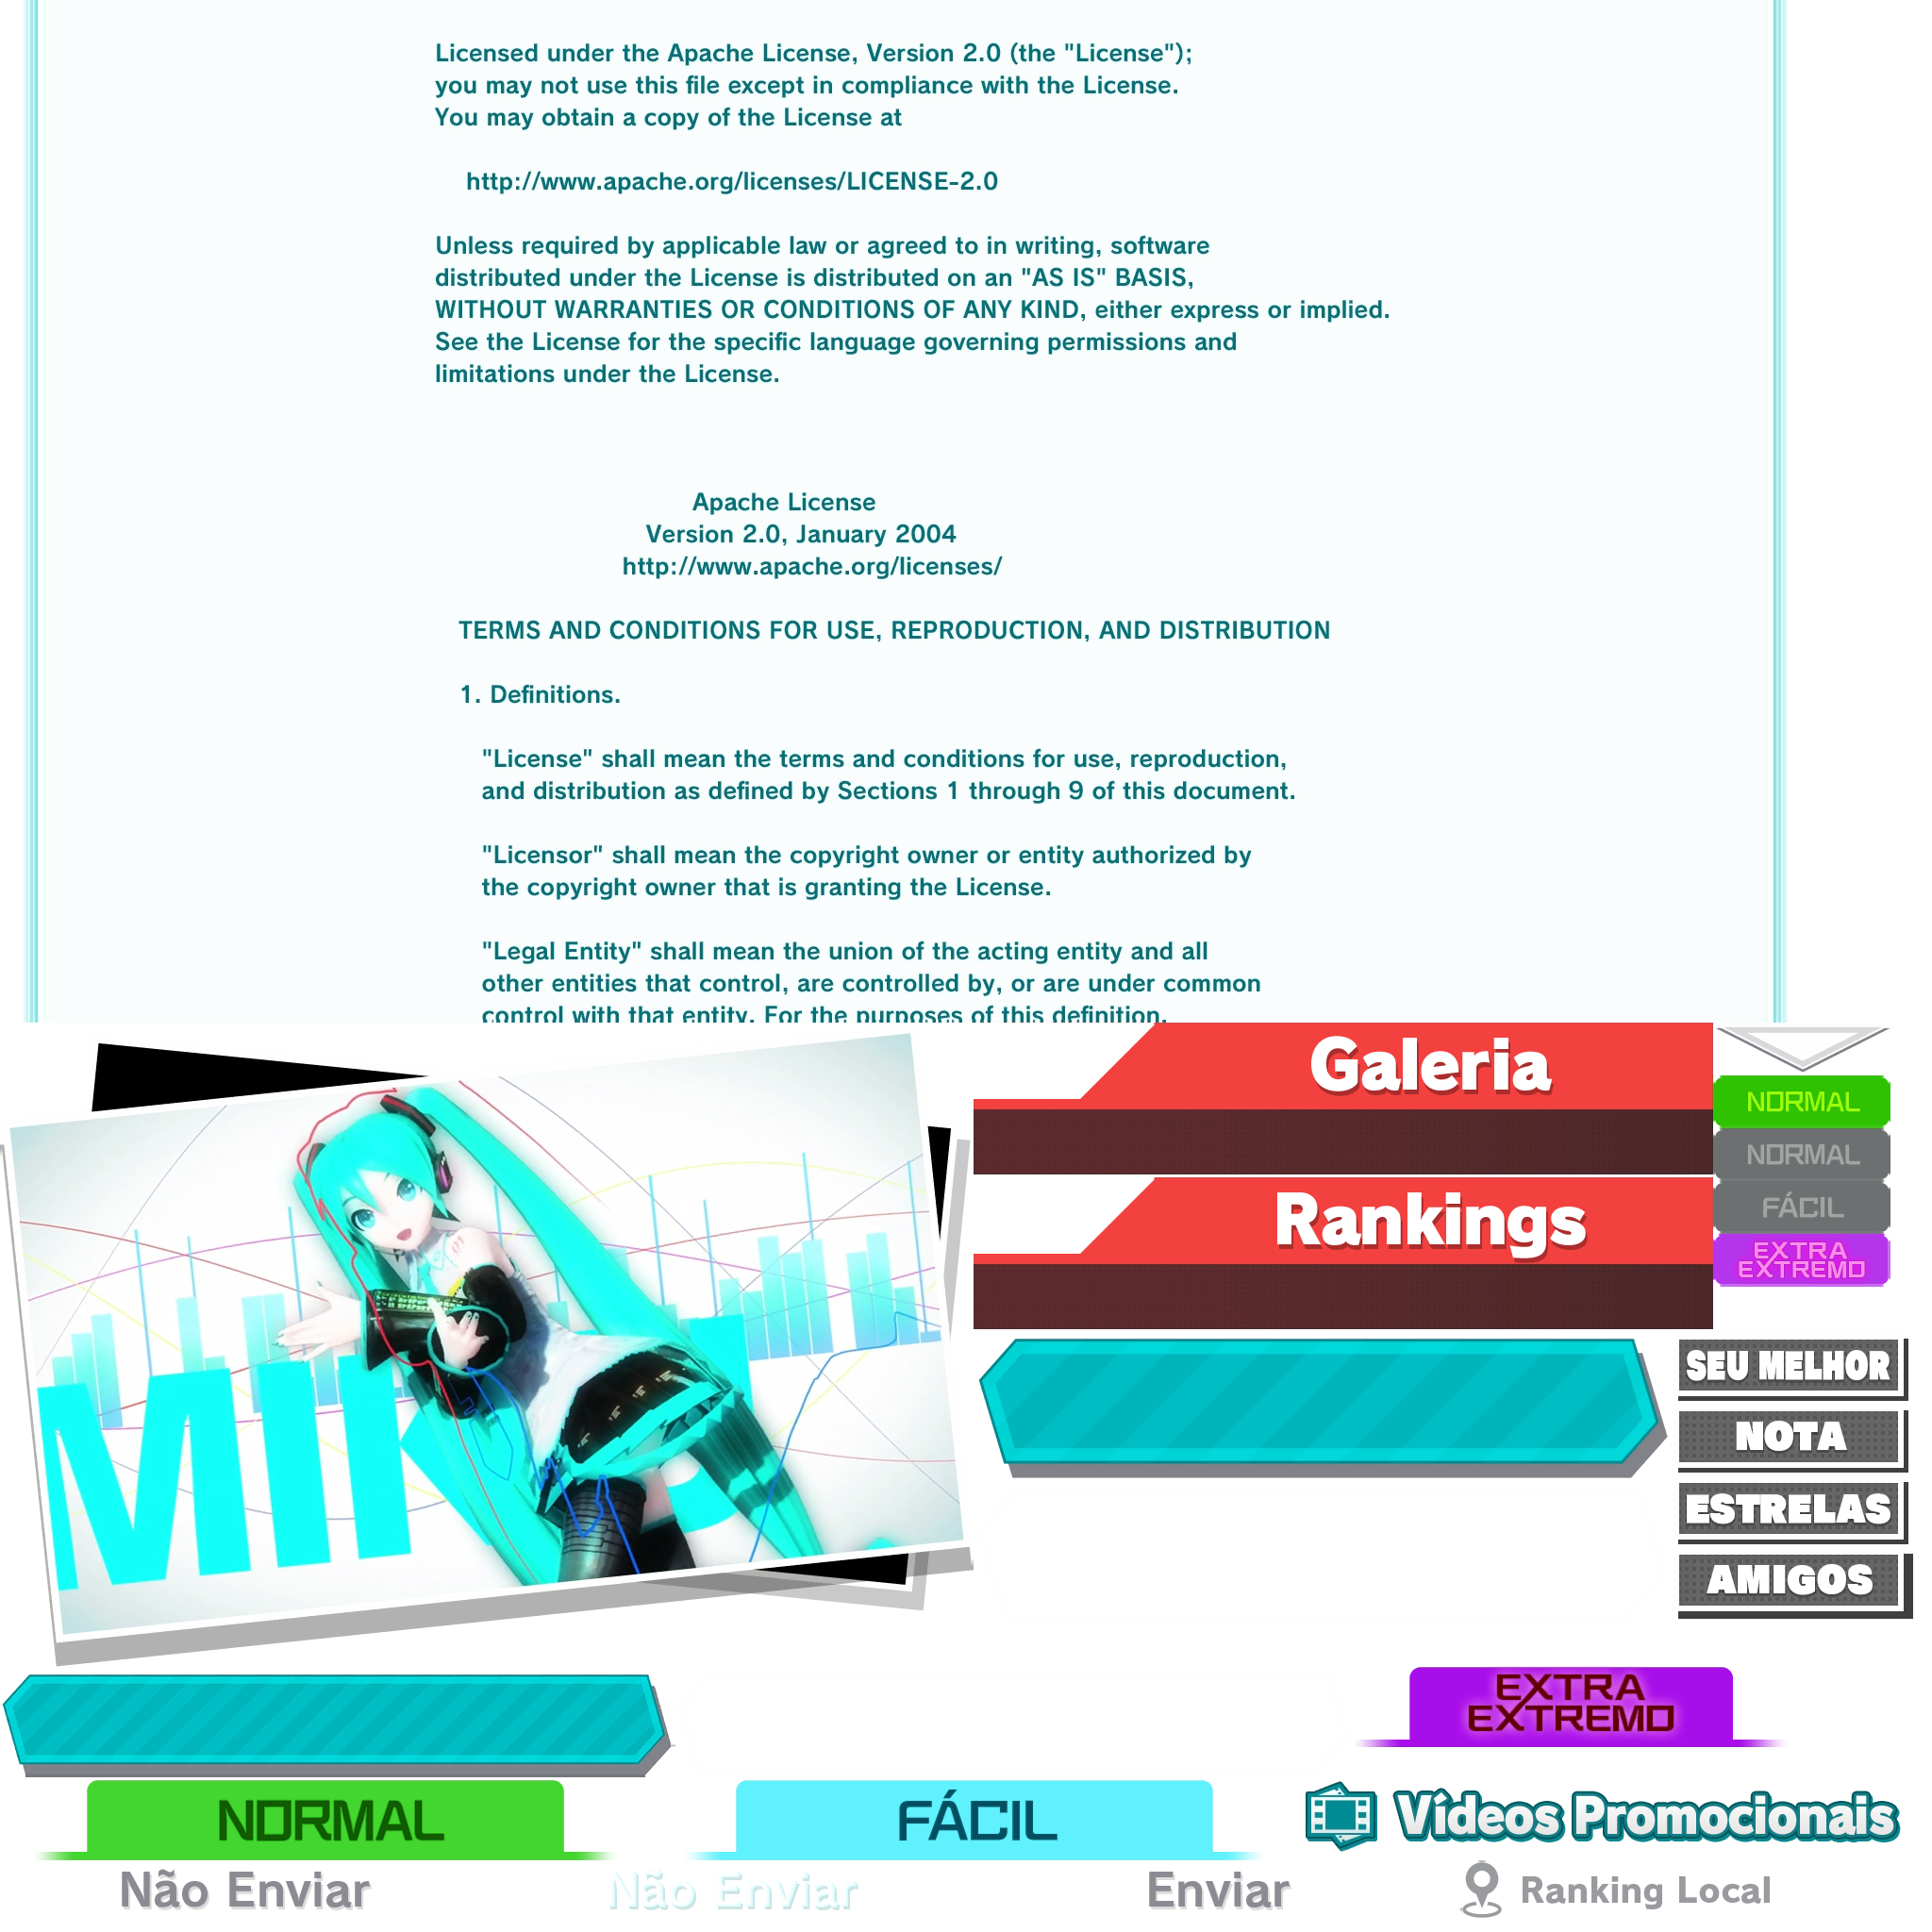 Licensed under the Apache License, Version 2.0 (the "License");
you may not use this file except in compliance with the License.
You may obtain a copy of the License at
http://www.apache.org/licenses/LICENSE-2.0
Unless required by applicable law or agreed to in writing, software
distributed under the License is distributed on an "AS IS" BASIS,
WITHOUT WARRANTIES OR CONDITIONS OF ANY KIND, either express or implied.
See the License for the specific language governing permissions and
limitations under the License.
Apache License
Version 2.0, January 2004
http://www.apache.org/licenses/
TERMS AND CONDITIONS FOR USE, REPRODUCTION, AND DISTRIBUTION
1. Definitions.
"License" shall mean the terms and conditions for use, reproduction,
and distribution as defined by Sections 1 through 9 of this document.
"Licensor" shall mean the copyright owner or entity authorized by
the copyright owner that is granting the License.
"Legal Entity" shall mean the union of the acting entity and all
other entities that control, are controlled by, or are under common
control with that entity. For the purposes of this definition,
Galeria
NORMAL
NORMAL
FÁCIL
EXTRA
EXTREMO
Rankings
SEU MELHOR
NOTA
ESTRELAS
AMIGOS
MIK
EXTRA
EXTREMO
NORMAL
FÁCIL
Vídeos Promocionais
Não Enviar
Não Enviar
Enviar
Ranking Local